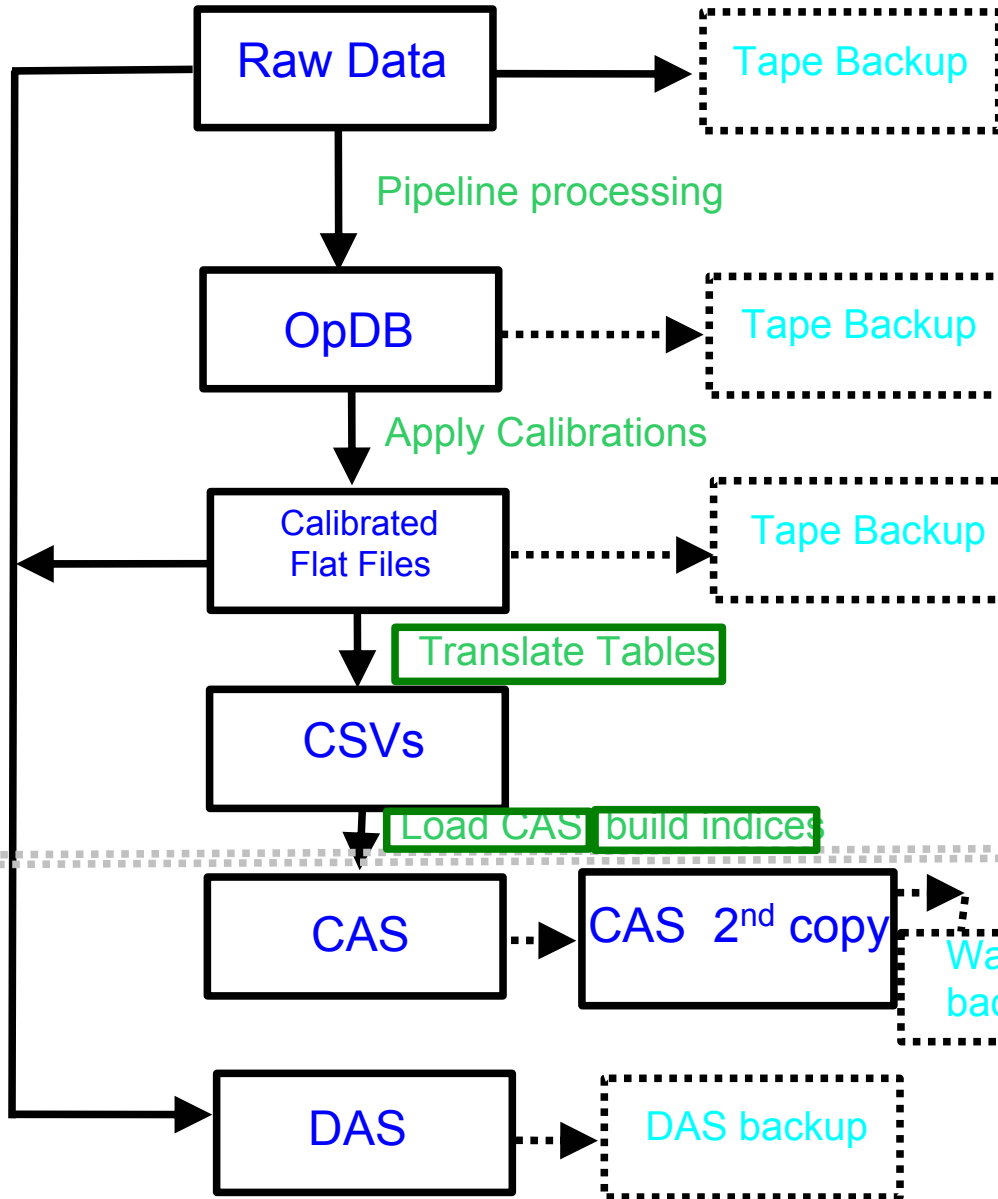 Raw Data
Tape Backup
Pipeline processing
OpDB
Tape Backup
Apply Calibrations
Calibrated
Flat Files
Tape Backup
Translate Tables
CSVs
Load CAS build indices
CAS
CAS 2nd copy
DAS
DAS backup